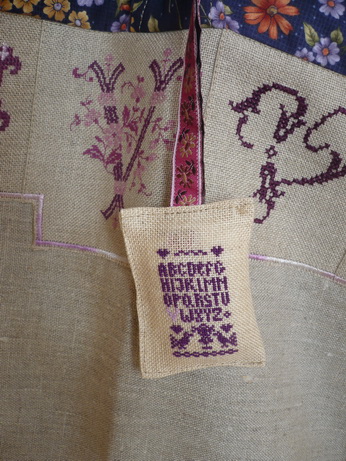 V
ABCDEFG
HIJKLMN
OPQRSTU
VWXYZ